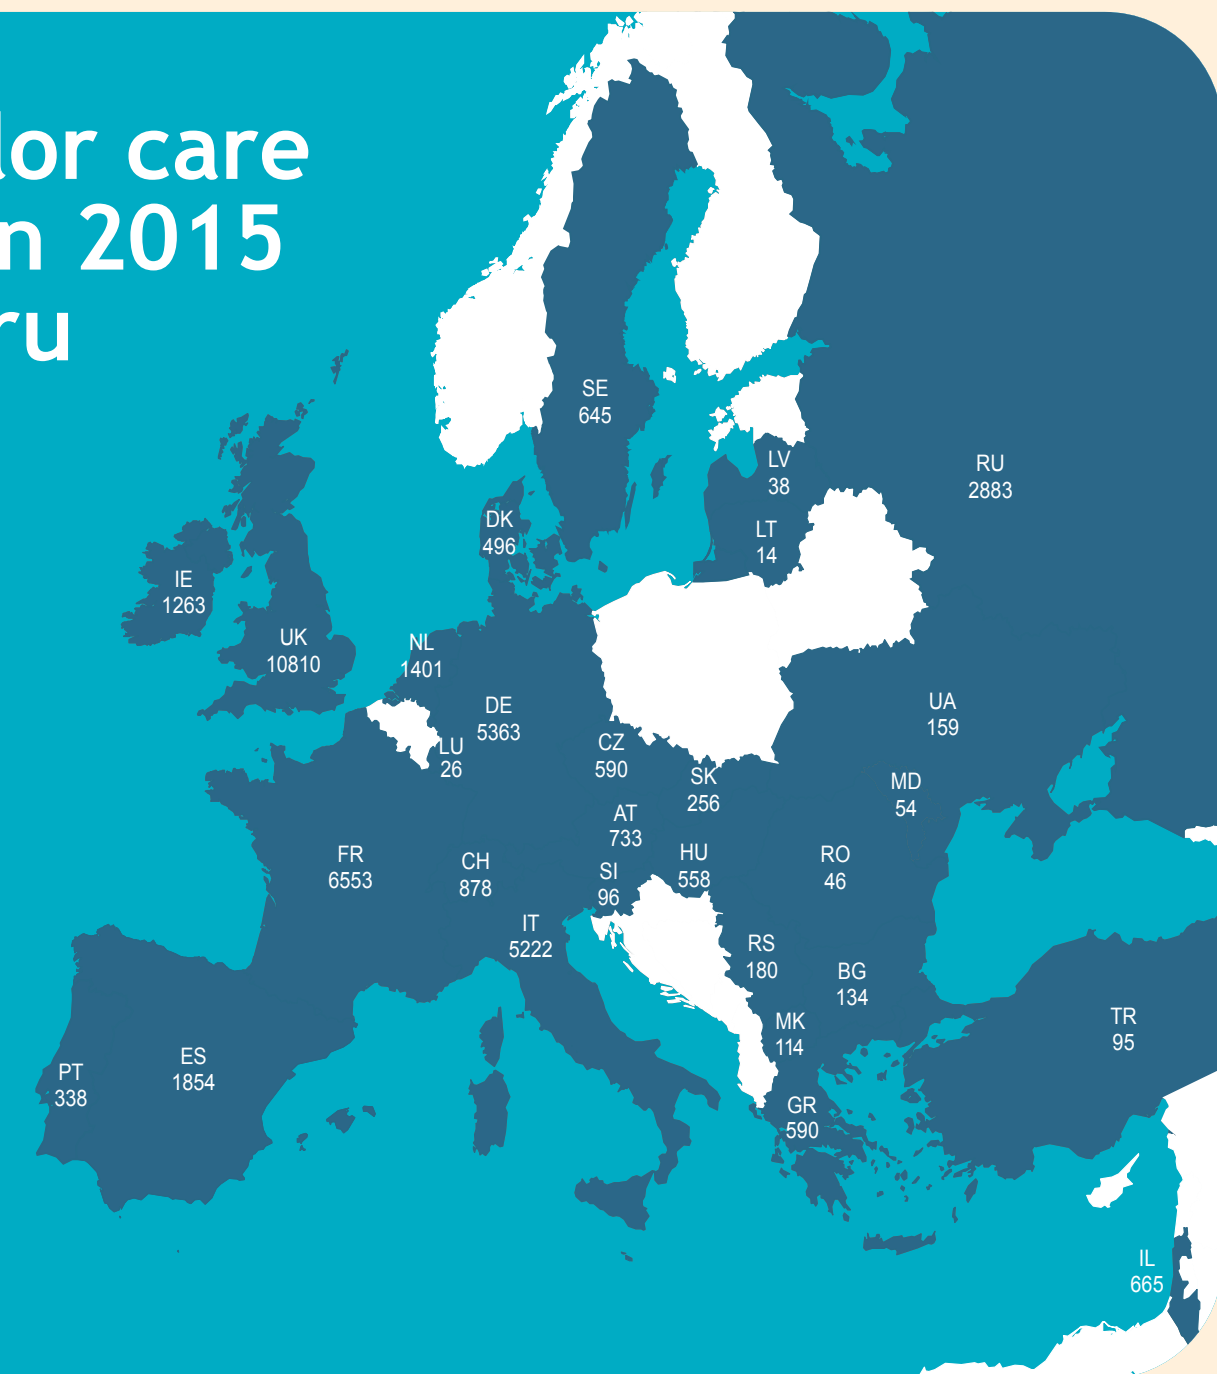 lor care
n 2015
ru
SE
645
LV
38
RU
2883
DK
496
LT
14
IE
1263
UK
10810
NL
1401
DE
5363
UA
159
LU
26
CZ
590
SK
256
MD
54
AT
733
FR
6553
CH
878
SI
96
HU
558
RO
46
IT
5222
RS
180
BG
134
MK
114
TR
95
PT
338
ES
1854
GR
590
IL
665